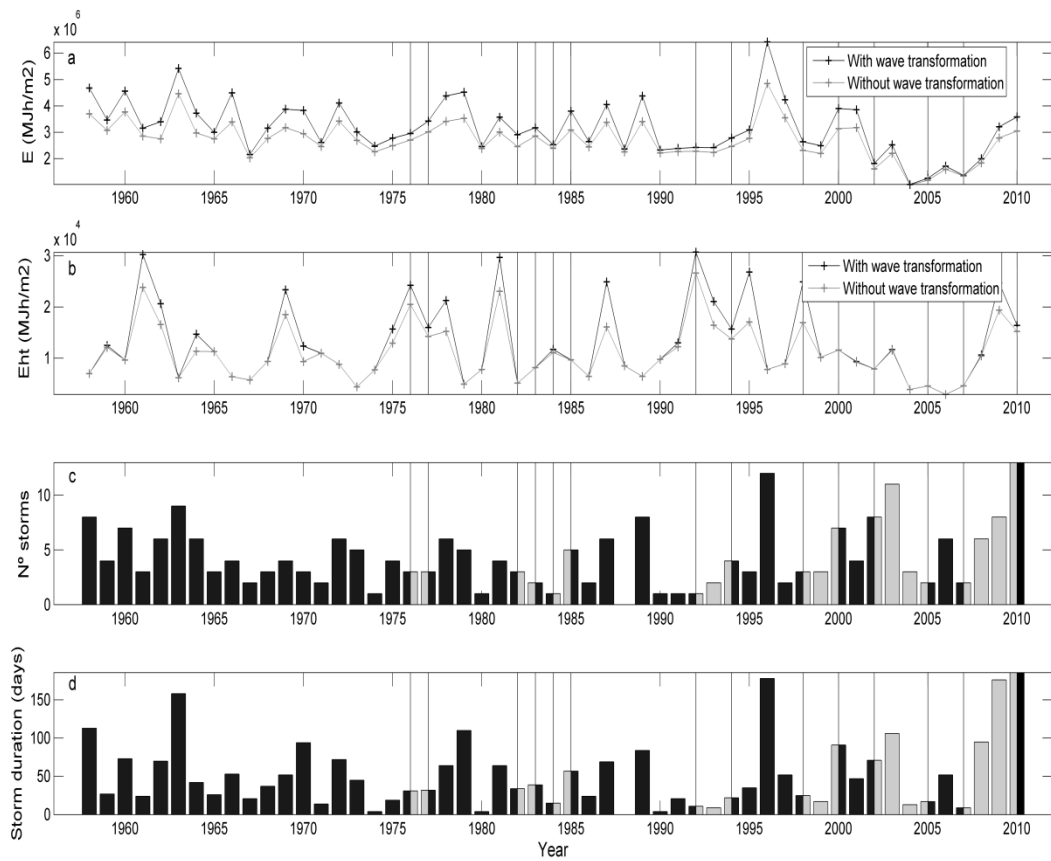 x 10^6
a
With wave transformation
Without wave transformation
E (MJh/m2)
6
5
4
3
2
1960 1965 1970 1975 1980 1985 1990 1995 2000 2005 2010
x 10^4
b
With wave transformation
Without wave transformation
Eht (MJh/m2)
3
2
1
1960 1965 1970 1975 1980 1985 1990 1995 2000 2005 2010
c
Nº storms
10
5
0
1960 1965 1970 1975 1980 1985 1990 1995 2000 2005 2010
d
Storm duration (days)
150
100
50
0
1960 1965 1970 1975 1980 1985 1990 1995 2000 2005 2010
Year